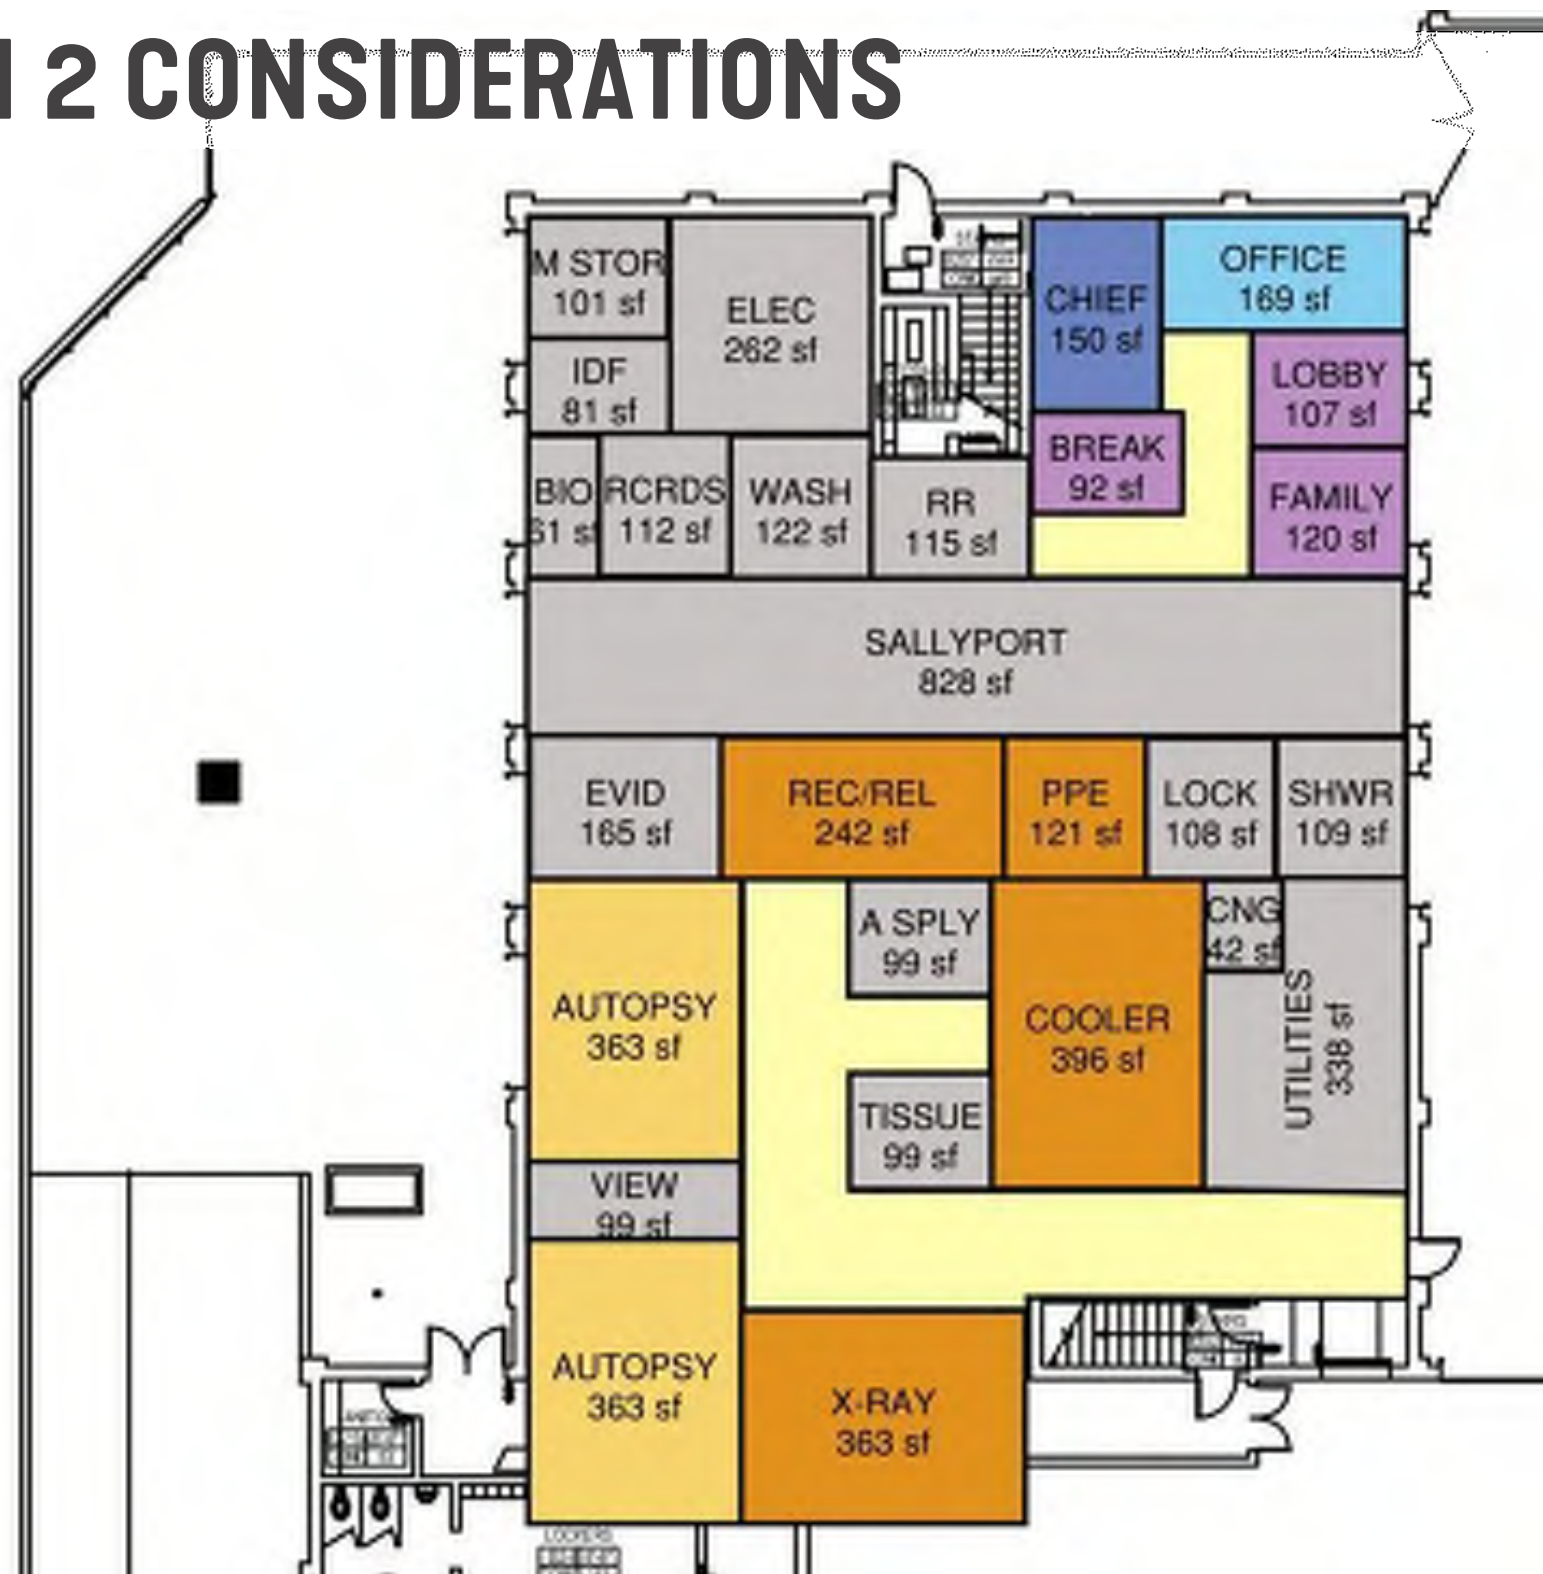 2 CONSIDERATIONS
M STOR
101 sf
ELEC
262 sf
CHIEF
150 sf
OFFICE
169 sf
IDF
81 sf
LOBBY
107 sf
BREAK
92 sf
BIO
61 sf
RCRDS
112 sf
WASH
122 sf
RR
115 sf
FAMILY
120 sf
SALLYPORT
828 sf
EVID
165 sf
REC/REL
242 sf
PPE
121 sf
LOCK
108 sf
SHWR
109 sf
AUTOPSY
363 sf
A SPLY
99 sf
COOLER
396 sf
CNG
42 sf
UTILITIES
338 sf
TISSUE
99 sf
VIEW
99 sf
AUTOPSY
363 sf
X-RAY
363 sf
LOCKERS